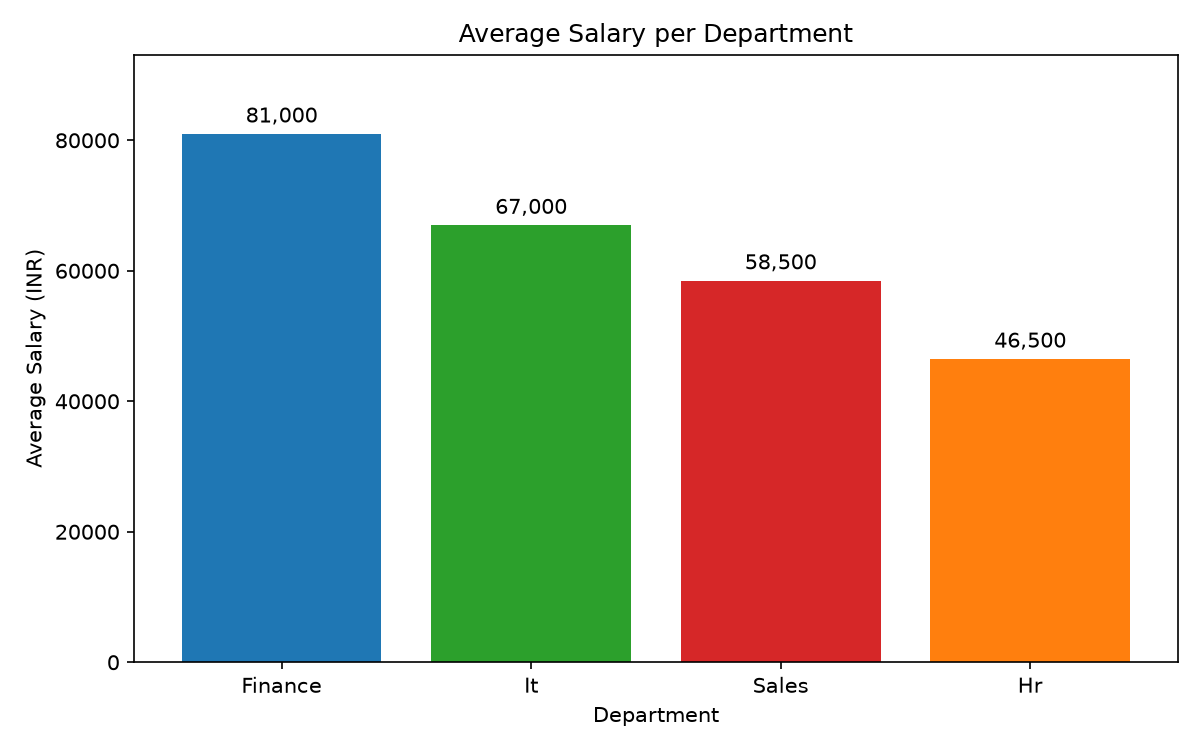 Average Salary per Department
81,000
67,000
58,500
46,500
80000
60000
40000
20000
0
Average Salary (INR)
Finance
It
Sales
Hr
Department